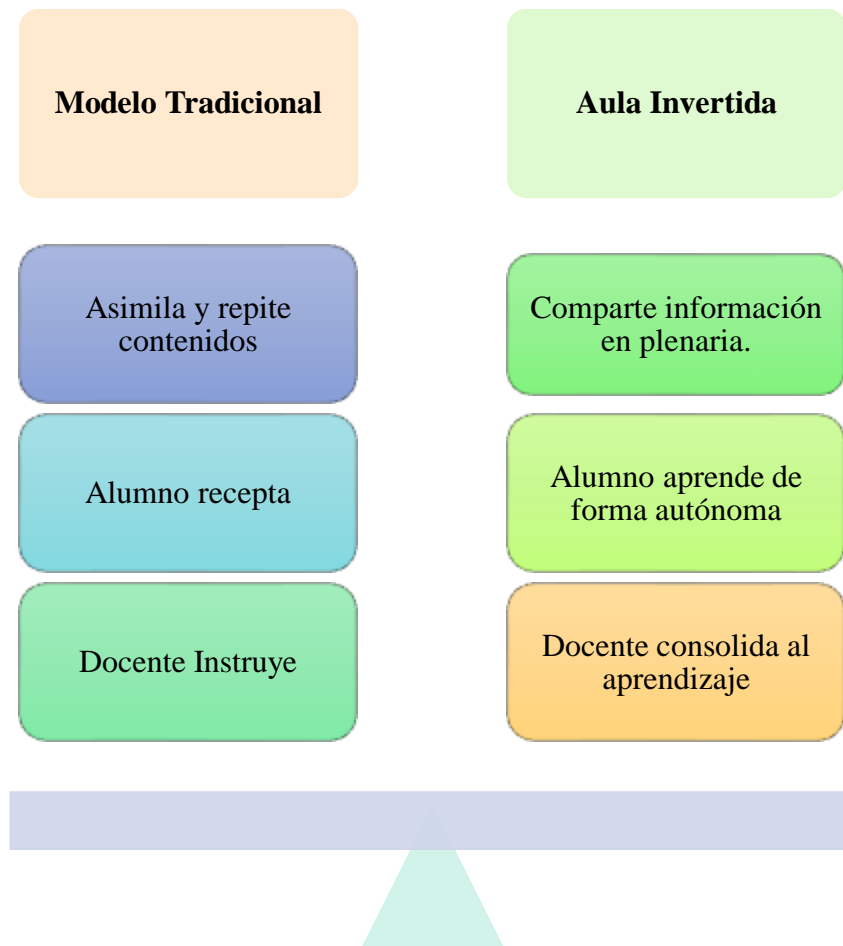 Modelo Tradicional
Asimila y repite
contenidos
Alumno recepta
Docente Instruye
Aula Invertida
Comparte información
en plenaria.
Alumno aprende de
forma autónoma
Docente consolida al
aprendizaje